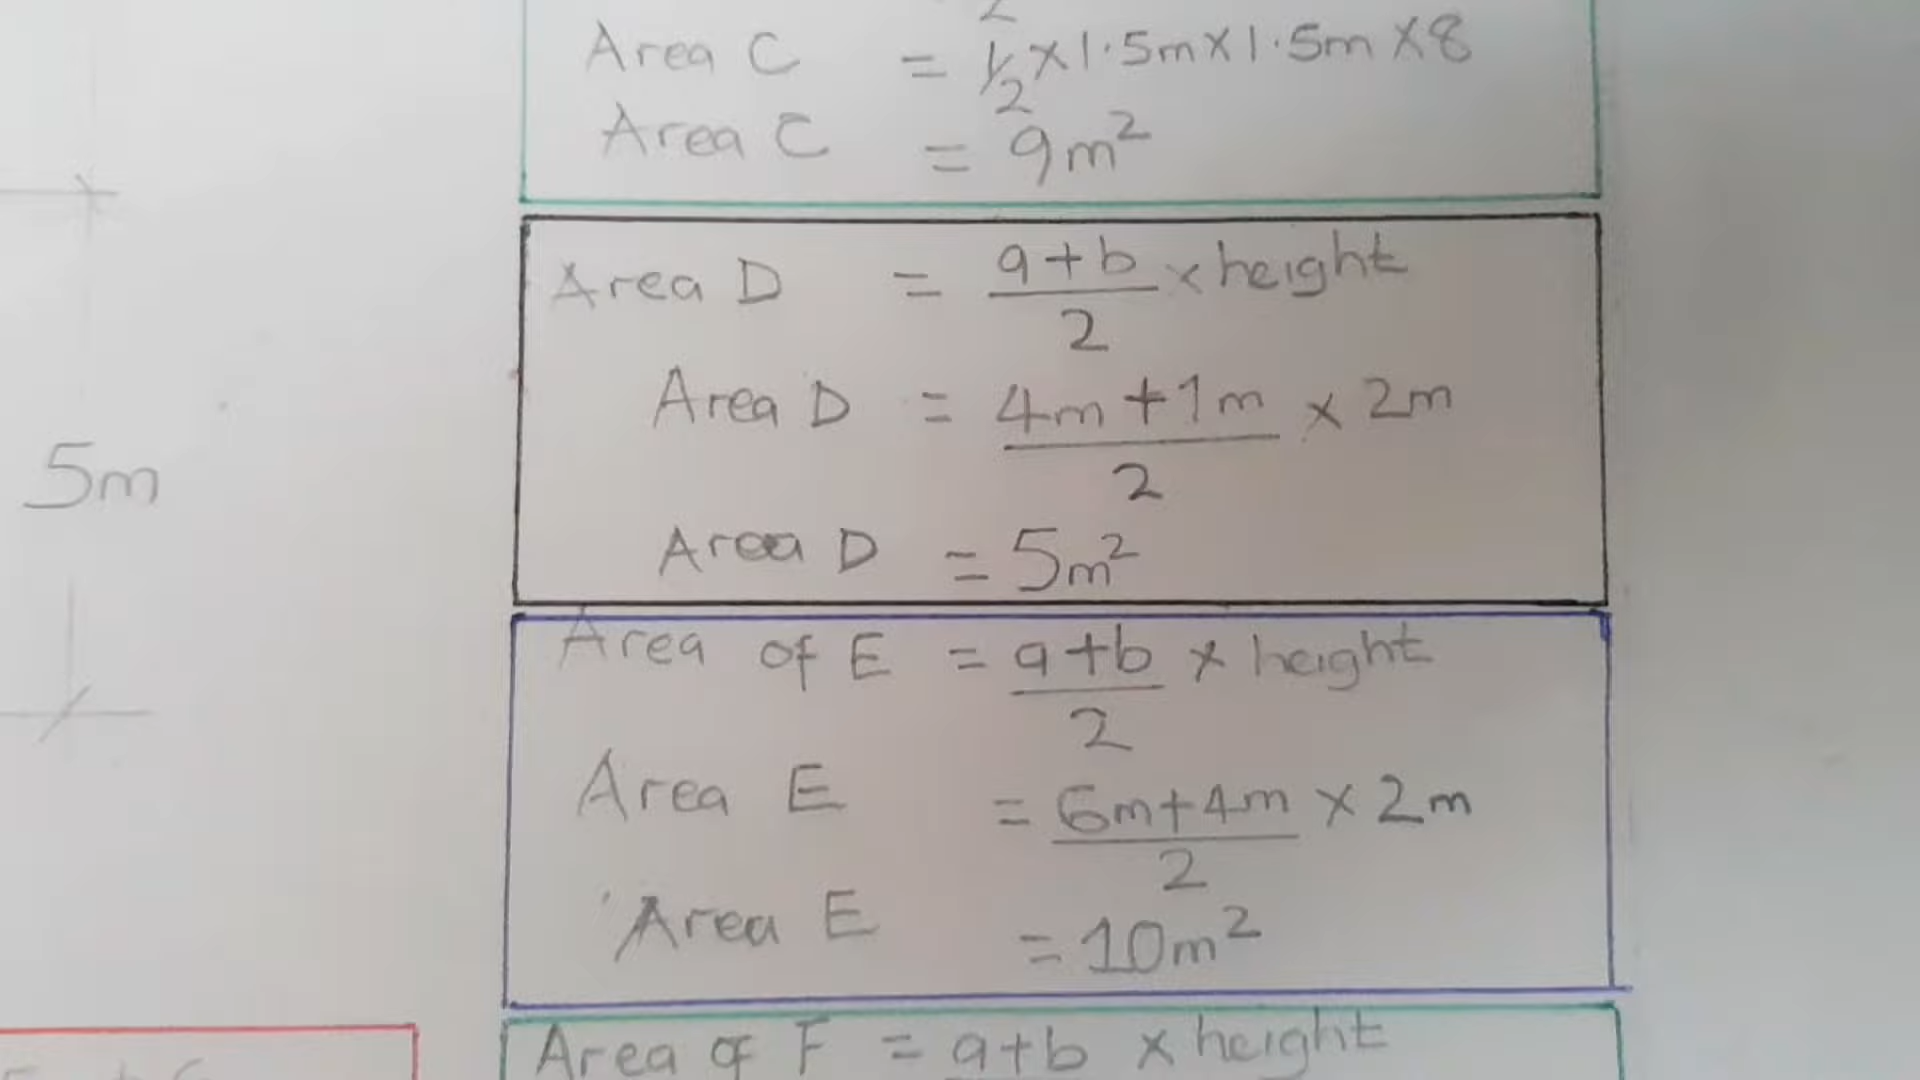 Area C = 1/2 × 1.5m × 1.5m × 8
Area C = 9m²
Area D = a+b/2 × height
Area D = 4m+1m/2 × 2m
Area D = 5m²
5m
Area of E = a+b/2 × height
Area E = 6m+4m/2 × 2m
Area E = 10m²
Area of F = a+b × height